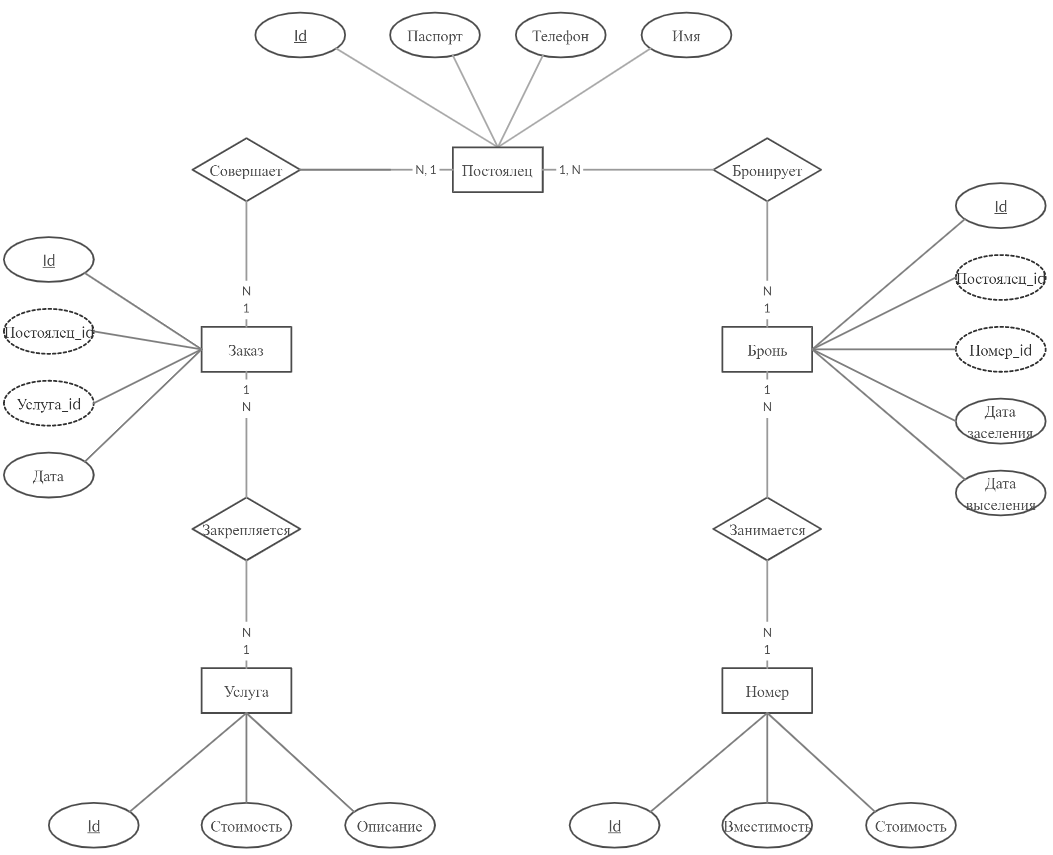 Id
Паспорт
Телефон
Имя
Совершает
N, 1
Постоялец
1, N
Бронирует
Id
Постоялец_id
Услуга_id
Дата
N
1
Заказ
1
N
N
1
Бронь
1
N
Id
Постоялец_id
Номер_id
Дата
заселения
Дата
выселения
Закрепляется
Занимается
N
1
Услуга
N
1
Номер
Id
Стоимость
Описание
Id
Вместимость
Стоимость